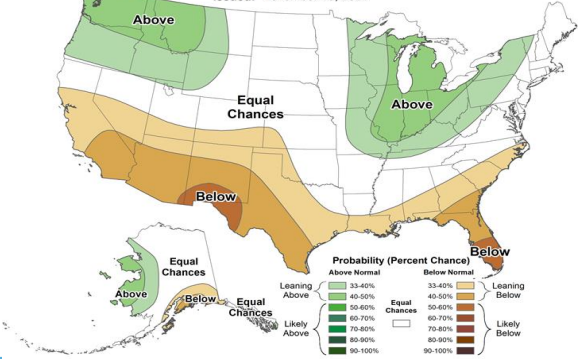 Above
Equal
Chances
Above
Below
Below
Equal
Chances
Above
Below
Equal
Chances
Probability (Percent Chance)
Above Normal
Below Normal
Leaning
Above
33-40%
40-50%
Likely
Above
50-60%
60-70%
70-80%
80-90%
90-100%
Equal
Chances
33-40%
40-50%
Leaning
Below
50-60%
60-70%
70-80%
80-90%
90-100%
Likely
Below